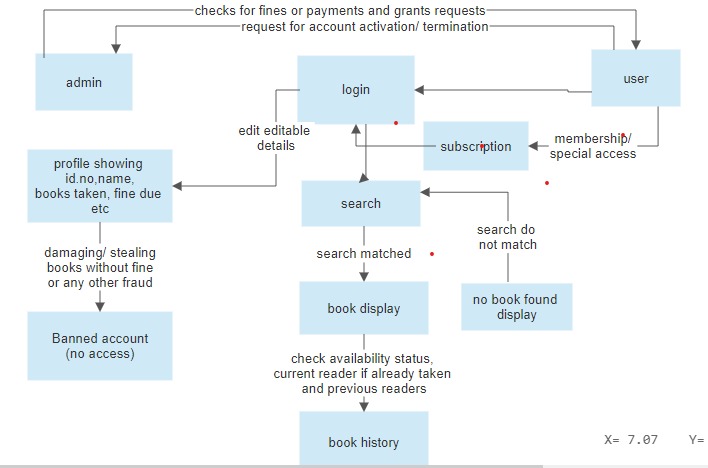 checks for fines or payments and grants requests
request for account activation/ termination
admin
login
user
edit editable
details
subscription
membership/
special access
profile showing
id.no,name,
books taken, fine due
etc
search
search do
not match
damaging/ stealing
books without fine
or any other fraud
search matched
book display
no book found
display
Banned account
(no access)
check availability status,
current reader if already taken
and previous readers
book history
X= 7.07 Y=